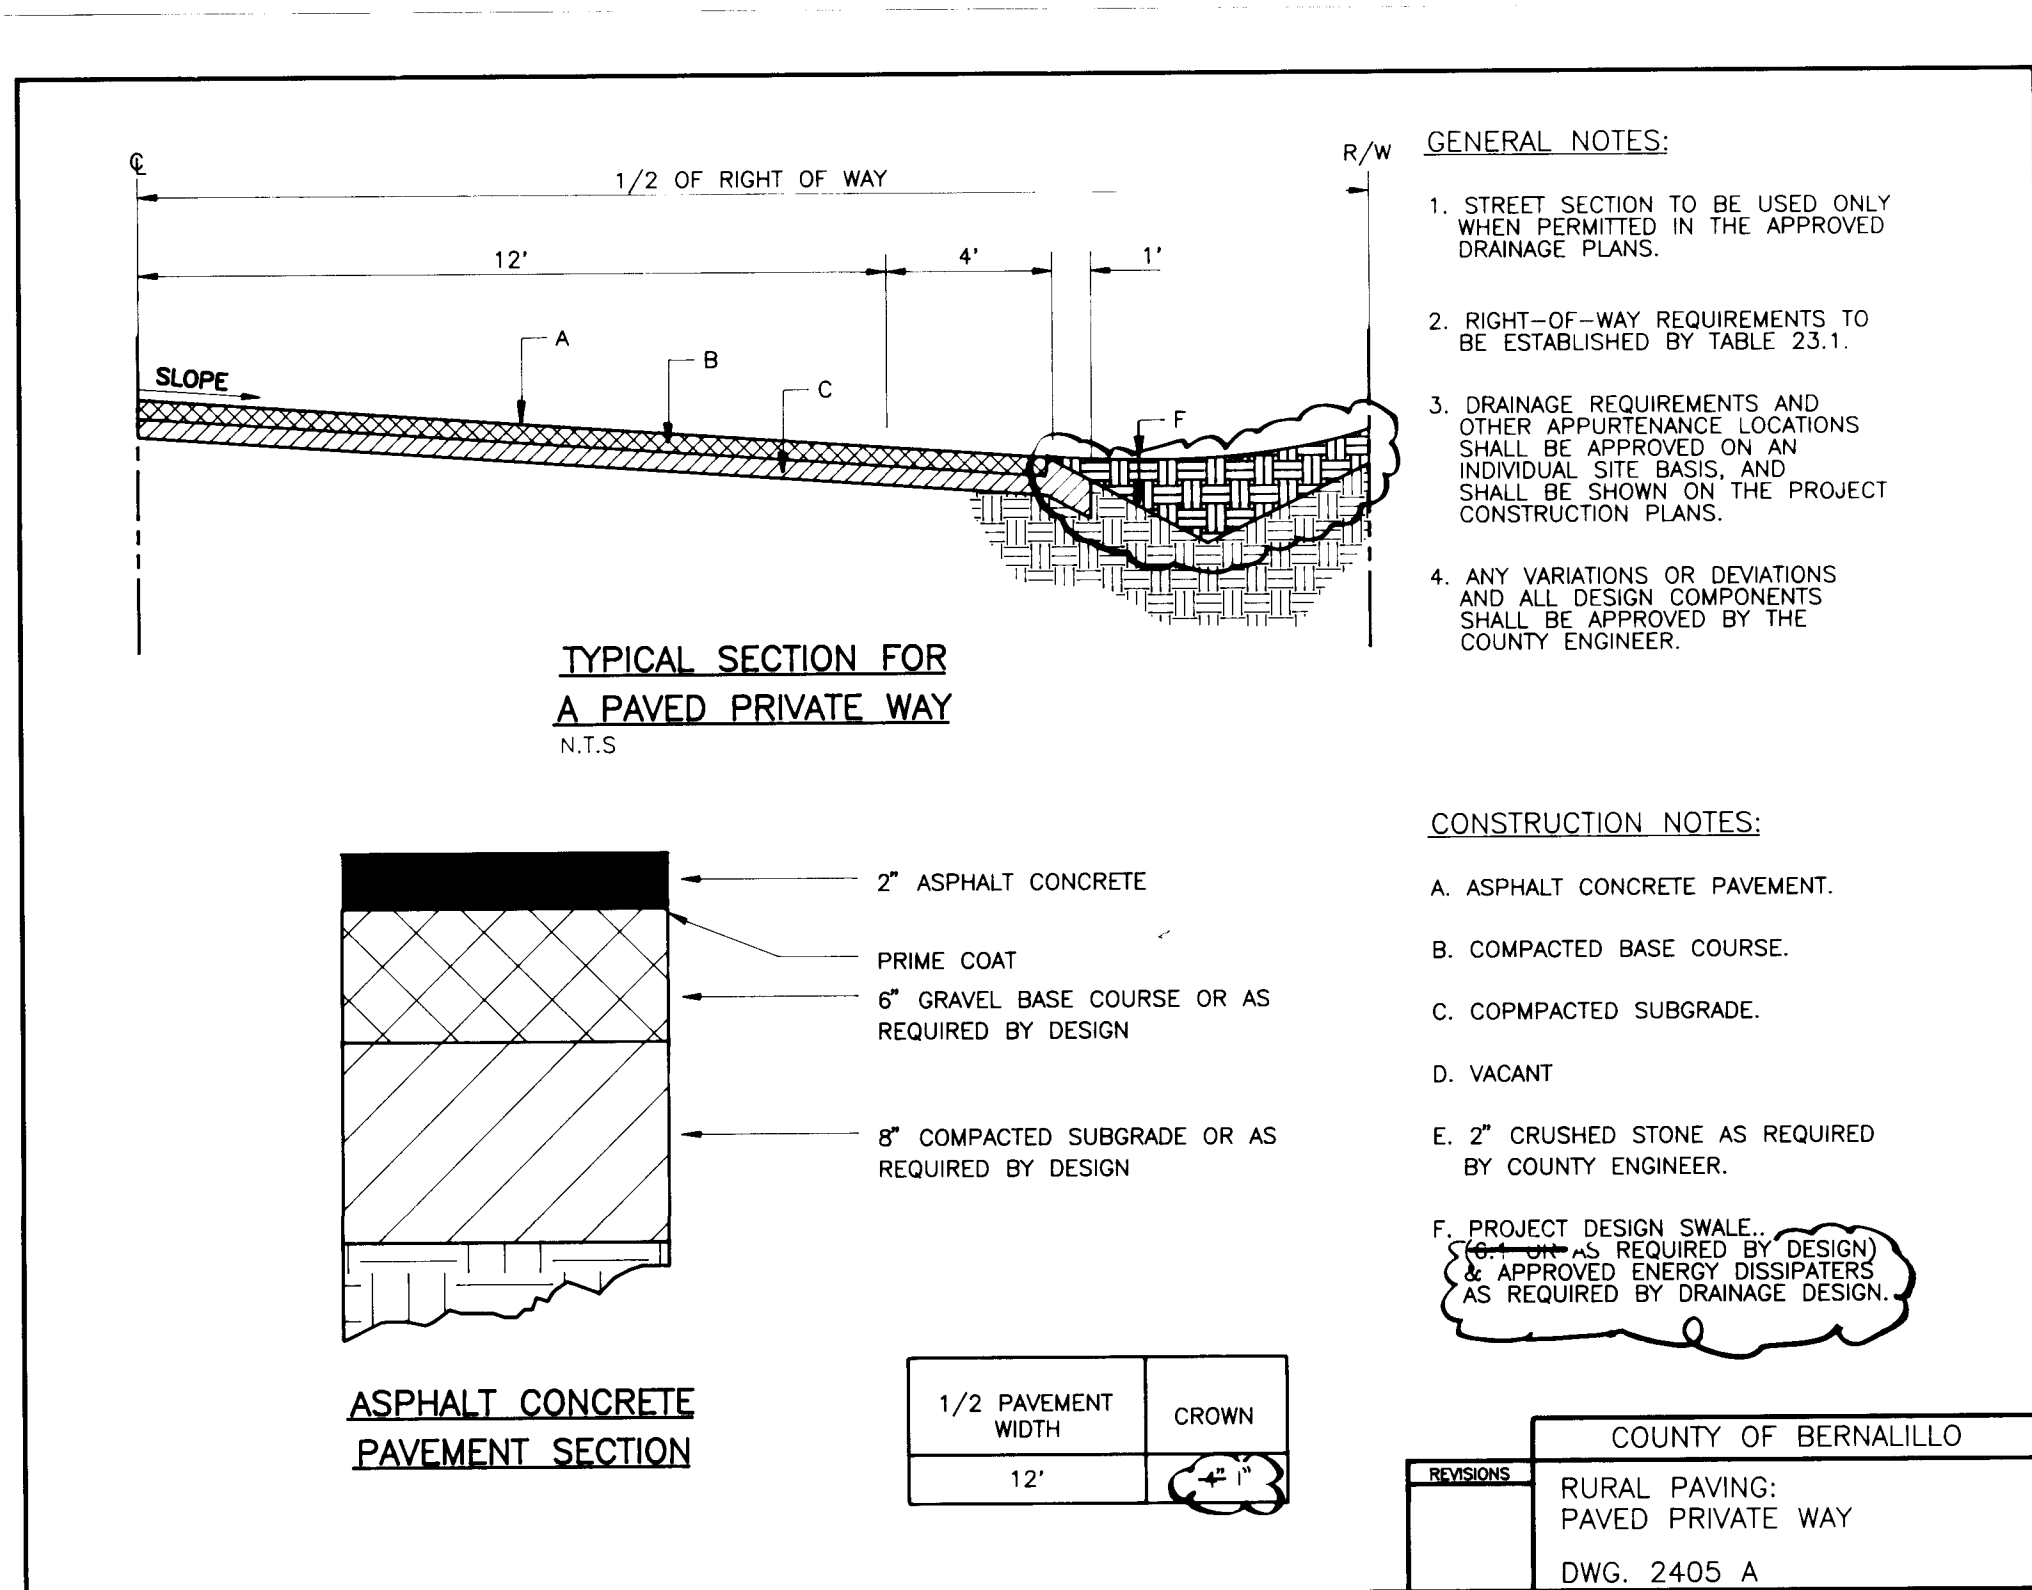 ℄
R/W
1/2 OF RIGHT OF WAY
12'
4'
1'
A
B
C
F
SLOPE
TYPICAL SECTION FOR
A PAVED PRIVATE WAY
N.T.S
GENERAL NOTES:
1. STREET SECTION TO BE USED ONLY
WHEN PERMITTED IN THE APPROVED
DRAINAGE PLANS.
2. RIGHT-OF-WAY REQUIREMENTS TO
BE ESTABLISHED BY TABLE 23.1.
3. DRAINAGE REQUIREMENTS AND
OTHER APPURTENANCE LOCATIONS
SHALL BE APPROVED ON AN
INDIVIDUAL SITE BASIS, AND
SHALL BE SHOWN ON THE PROJECT
CONSTRUCTION PLANS.
4. ANY VARIATIONS OR DEVIATIONS
AND ALL DESIGN COMPONENTS
SHALL BE APPROVED BY THE
COUNTY ENGINEER.
2" ASPHALT CONCRETE
PRIME COAT
6" GRAVEL BASE COURSE OR AS
REQUIRED BY DESIGN
8" COMPACTED SUBGRADE OR AS
REQUIRED BY DESIGN
ASPHALT CONCRETE
PAVEMENT SECTION
CONSTRUCTION NOTES:
A. ASPHALT CONCRETE PAVEMENT.
B. COMPACTED BASE COURSE.
C. COPMPACTED SUBGRADE.
D. VACANT
E. 2" CRUSHED STONE AS REQUIRED
BY COUNTY ENGINEER.
F. PROJECT DESIGN SWALE..
AS REQUIRED BY DESIGN)
& APPROVED ENERGY DISSIPATERS
AS REQUIRED BY DRAINAGE DESIGN.
1/2 PAVEMENT
WIDTH
CROWN
12'
4" 1"
COUNTY OF BERNALILLO
REVISIONS
RURAL PAVING:
PAVED PRIVATE WAY
DWG. 2405 A